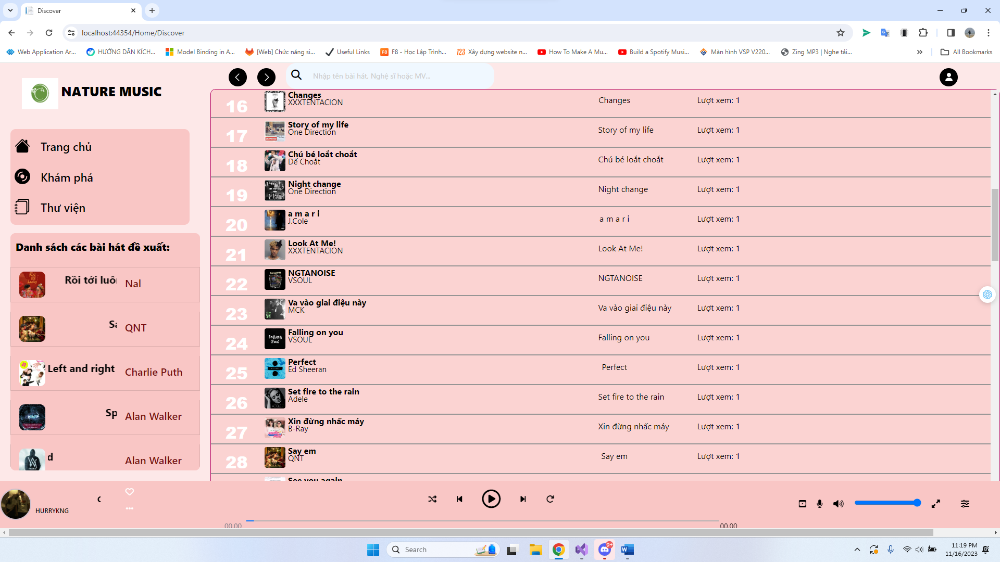 Discover
localhost:44354/Home/Discover
Web Application Ar...
HƯỚNG DẪN KÍCH...
Model Binding in A...
[Web] Chức năng si...
Useful Links
F8 - Học Lập Trình...
Xây dựng website n...
How To Make A Mu...
Build a Spotify Musi...
Màn hình VSP V220...
Zing MP3 | Nghe tải...
All Bookmarks
NATURE MUSIC
Nhập tên bài hát, Nghệ sĩ hoặc MV...
Trang chủ
Khám phá
Thư viện
Danh sách các bài hát đề xuất:
Rồi tới luô
Nal
Sa
QNT
Left and right
Charlie Puth
Sp
Alan Walker
d
Alan Walker
16
Changes
XXXTENTACION
Changes
Lượt xem: 1
17
Story of my life
One Direction
Story of my life
Lượt xem: 1
18
Chú bé loắt choắt
Dế Choắt
Chú bé loắt choắt
Lượt xem: 1
19
Night change
One Direction
Night change
Lượt xem: 1
20
a m a r i
J.Cole
a m a r i
Lượt xem: 1
21
Look At Me!
XXXTENTACION
Look At Me!
Lượt xem: 1
22
NGTANOISE
VSOUL
NGTANOISE
Lượt xem: 1
23
Va vào giai điệu này
MCK
Va vào giai điệu này
Lượt xem: 1
24
Falling on you
VSOUL
Falling on you
Lượt xem: 1
25
Perfect
Ed Sheeran
Perfect
Lượt xem: 1
26
Set fire to the rain
Adele
Set fire to the rain
Lượt xem: 1
27
Xin đừng nhấc máy
B-Ray
Xin đừng nhấc máy
Lượt xem: 1
28
Say em
QNT
Say em
Lượt xem: 1
See you again
HURRYKNG
00.00
00.00
Search
9+
11:19 PM
11/16/2023